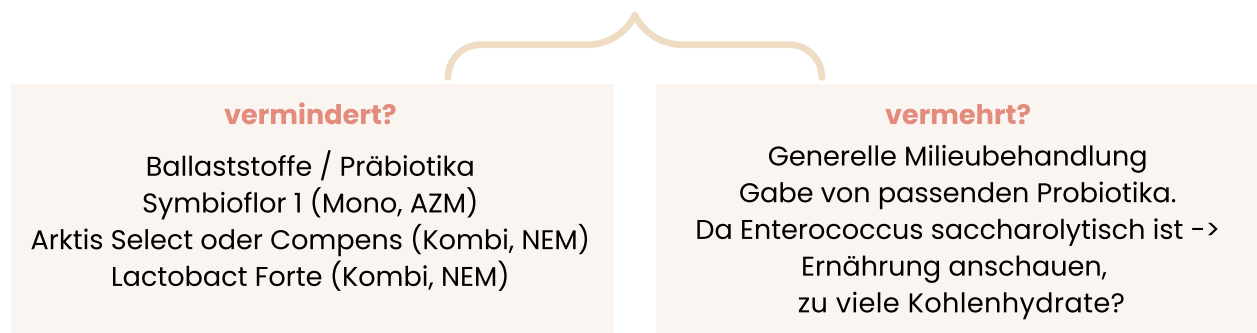 vermindert?
Ballaststoffe / Präbiotika
Symbioflor 1 (Mono, AZM)
Arktis Select oder Compens (Kombi, NEM)
Lactobact Forte (Kombi, NEM)
vermehrt?
Generelle Milieubehandlung
Gabe von passenden Probiotika.
Da Enterococcus saccharolytisch ist ->
Ernährung anschauen,
zu viele Kohlenhydrate?